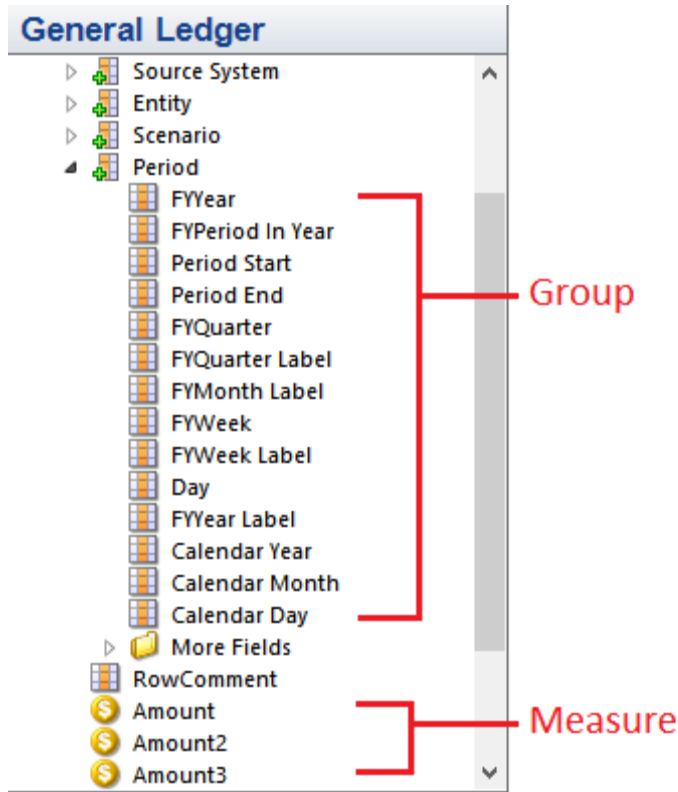 General Ledger
Source System
Entity
Scenario
Period
FYYear
FYPeriod In Year
Period Start
Period End
Group
FYQuarter
FYQuarter Label
FYMonth Label
FYWeek
FYWeek Label
Day
FYYear Label
Calendar Year
Calendar Month
Calendar Day
More Fields
RowComment
Amount
Measure
Amount2
Amount3